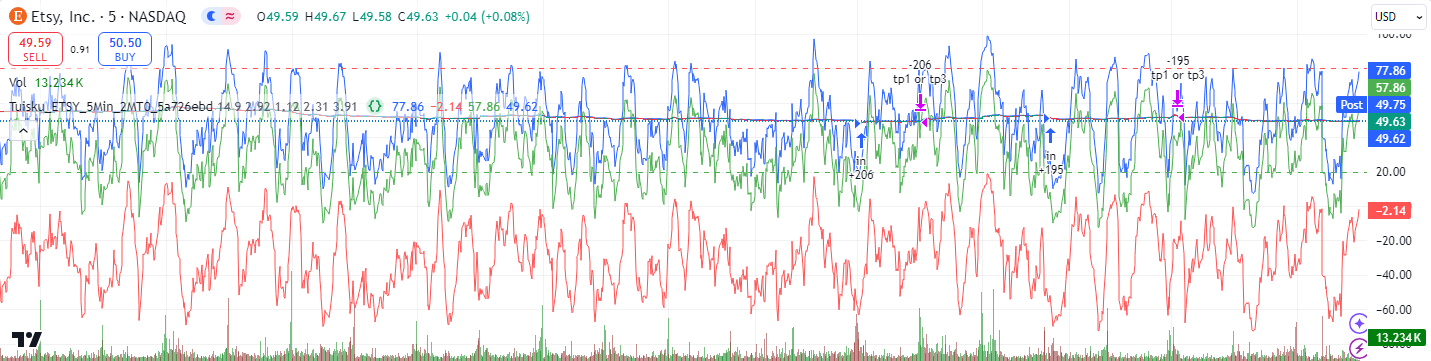 Etsy, Inc. · 5 · NASDAQ O49.59 H49.67 L49.58 C49.63 +0.04 (+0.08%)
USD
49.59 SELL 0.91 50.50 BUY
Vol 13.234 K
Tuisku_ETSY_5Min_2MT0_5a726ebd 14.9 2.92 1.12 2.31 3.91 {} 77.86 −2.14 57.86 49.62
-206
tp1 or tp3
-195
tp1 or tp3
in
+206
in
+195
100.00
77.86
57.86
Post 49.75
49.63
49.62
20.00
−2.14
−20.00
−40.00
−60.00
13.234 K